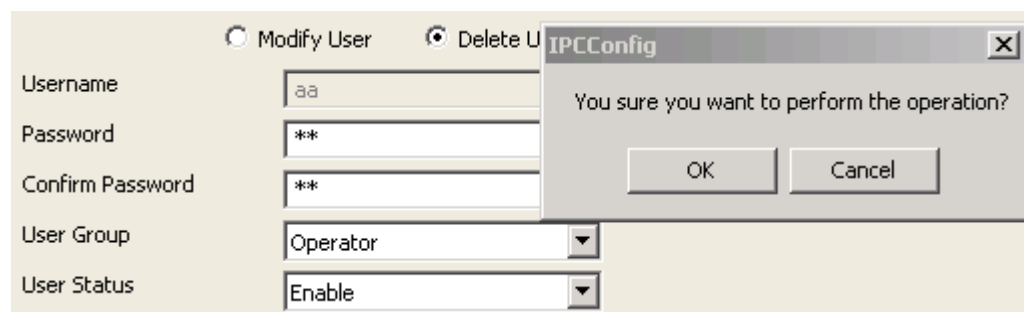 Modify User Delete U
IPCConfig
You sure you want to perform the operation?
OK Cancel
Username aa
Password **
Confirm Password **
User Group Operator
User Status Enable